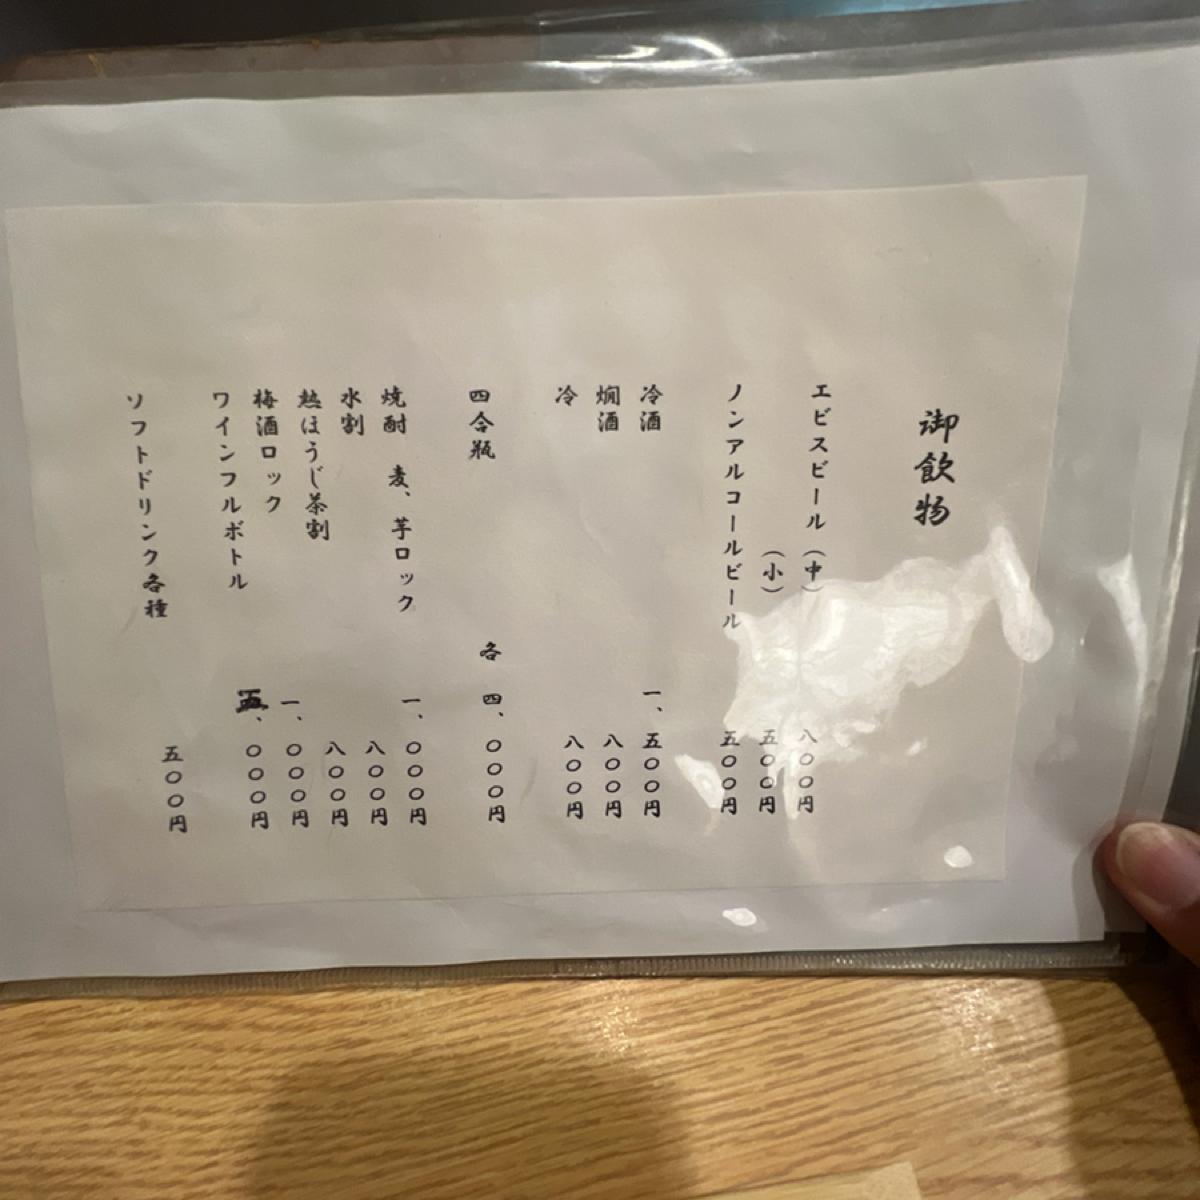 御飲物
エビスビール（中） 八〇〇円
（小） 五〇〇円
ノンアルコールビール 五〇〇円
冷酒 一、五〇〇円
燗酒 八〇〇円
冷 八〇〇円
四合瓶 各 四、〇〇〇円
焼酎 麦、芋ロック 一、〇〇〇円
水割 八〇〇円
熱ほうじ茶割 八〇〇円
梅酒ロック 一、〇〇〇円
ワインフルボトル 、〇〇〇円
ソフトドリンク各種 五〇〇円